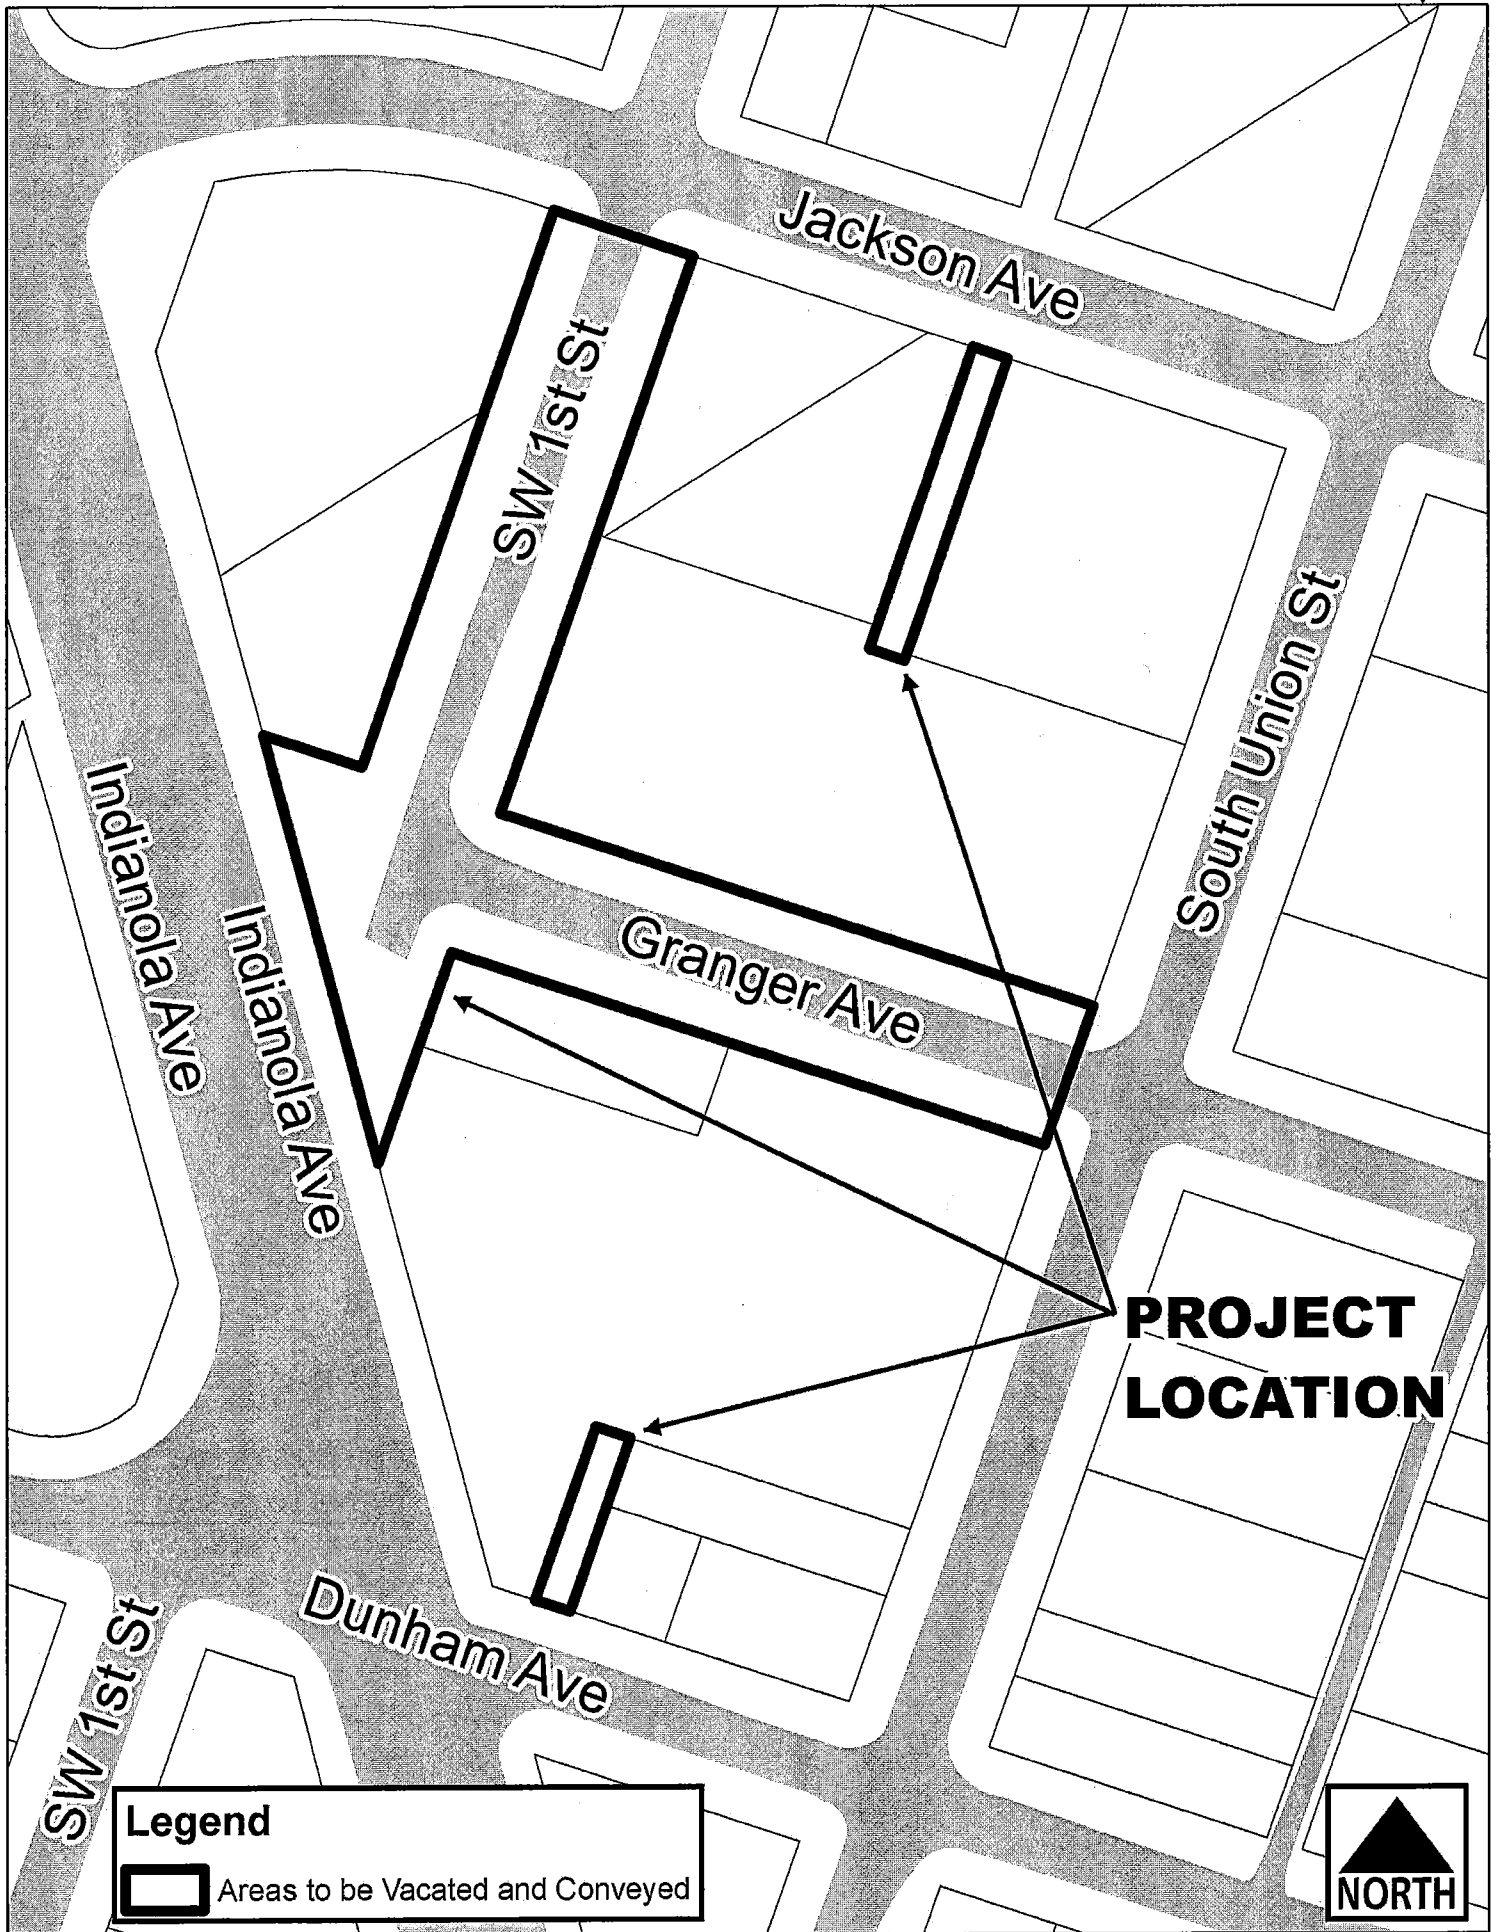 Jackson Ave
SW 1st St
South Union St
Indianola Ave
Indianola Ave
Granger Ave
PROJECT
LOCATION
Dunham Ave
SW 1st St
Legend
Areas to be Vacated and Conveyed
NORTH